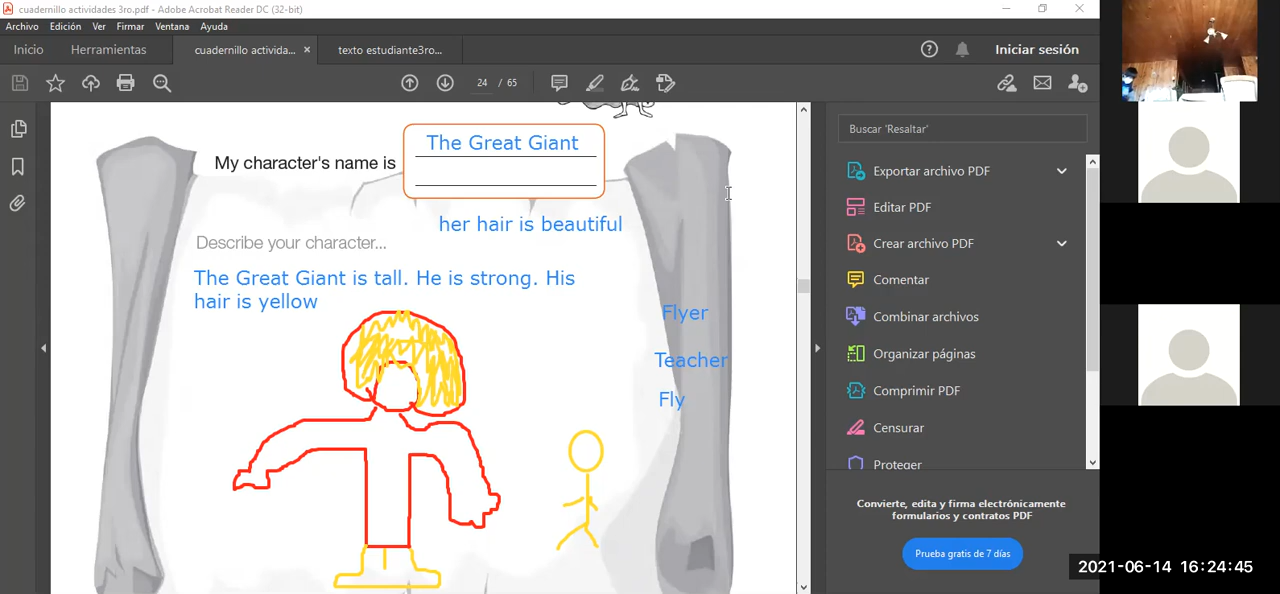 cuadernillo actividades 3ro.pdf - Adobe Acrobat Reader DC (32-bit)
Archivo Edición Ver Firmar Ventana Ayuda
Inicio Herramientas cuadernillo activida... × texto estudiante3ro... Iniciar sesión
24 / 65
My character's name is The Great Giant
her hair is beautiful
Describe your character...
The Great Giant is tall. He is strong. His
hair is yellow
Flyer
Teacher
Fly
Buscar 'Resaltar'
Exportar archivo PDF
Editar PDF
Crear archivo PDF
Comentar
Combinar archivos
Organizar páginas
Comprimir PDF
Censurar
Proteger
Convierte, edita y firma electrónicamente
formularios y contratos PDF
Prueba gratis de 7 días
2021-06-14 16:24:45